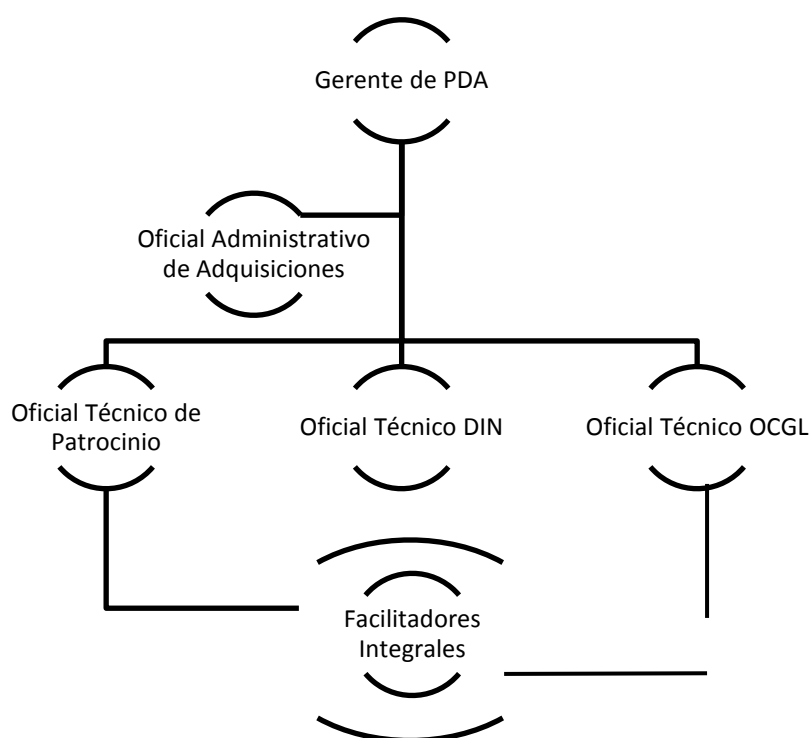 Gerente de PDA
Oficial Administrativo
de Adquisiciones
Oficial Técnico de
Patrocinio
Oficial Técnico DIN
Oficial Técnico OCGL
Facilitadores
Integrales